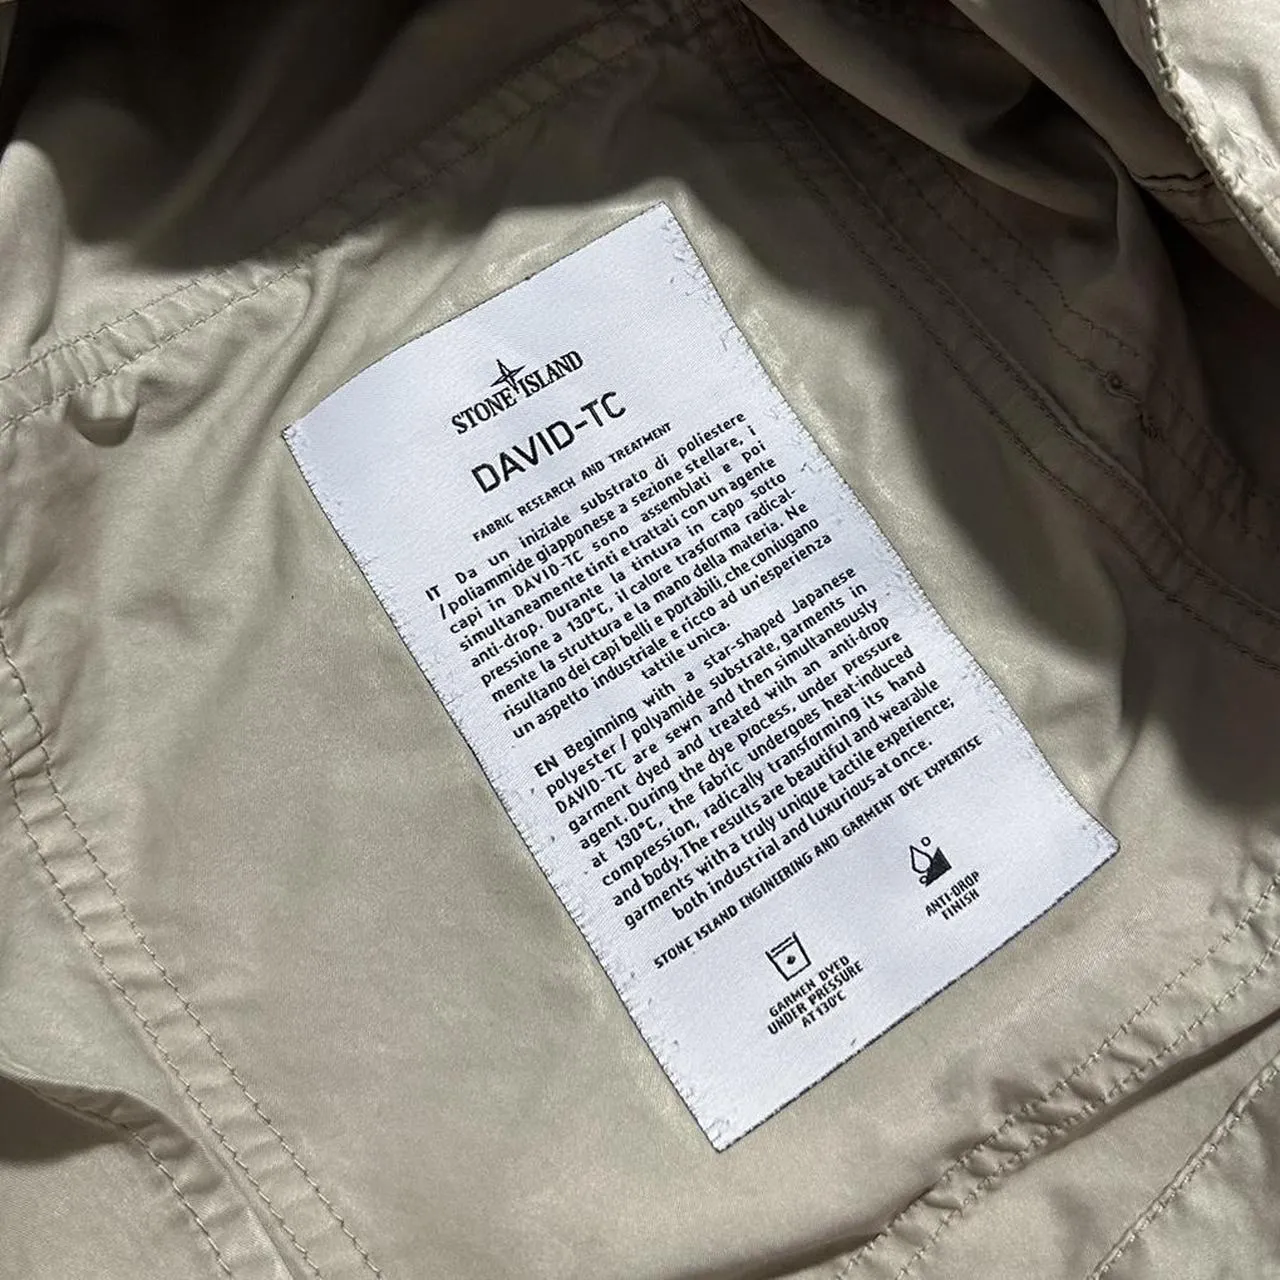 STONE ISLAND
DAVID-TC
FABRIC RESEARCH AND TREATMENT
IT Da un iniziale substrato di poliestere
/ poliammide giapponese a sezione stellare, i
capi in DAVID-TC sono assemblati e poi
simultaneamente tinti e trattati con un agente
anti-drop. Durante la tintura in capo sotto
pressione a 130°C, il calore trasforma radical-
mente la struttura e la mano della materia. Ne
risultano dei capi belli e portabili, che coniugano
un aspetto industriale e ricco ad un'esperienza
tattile unica.
EN Beginning with a star-shaped Japanese
polyester / polyamide substrate, garments in
DAVID-TC are sewn and then simultaneously
garment dyed and treated with an anti-drop
agent. During the dye process, under pressure
at 130°C, the fabric undergoes heat-induced
compression, radically transforming its hand
and body. The results are beautiful and wearable
garments with a truly unique tactile experience;
both industrial and luxurious at once.
STONE ISLAND ENGINEERING AND GARMENT DYE EXPERTISE
GARMEN DYED
UNDER PRESSURE
AT 130°C
ANTI-DROP
FINISH